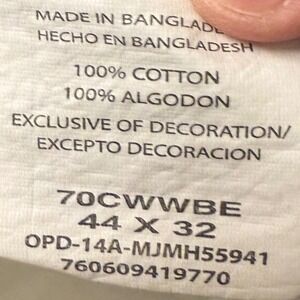 MADE IN BANGLADE
HECHO EN BANGLADESH
100% COTTON
100% ALGODON
EXCLUSIVE OF DECORATION/
EXCEPTO DECORACION
70CWWBE
44 X 32
OPD-14A-MJMH55941
760609419770